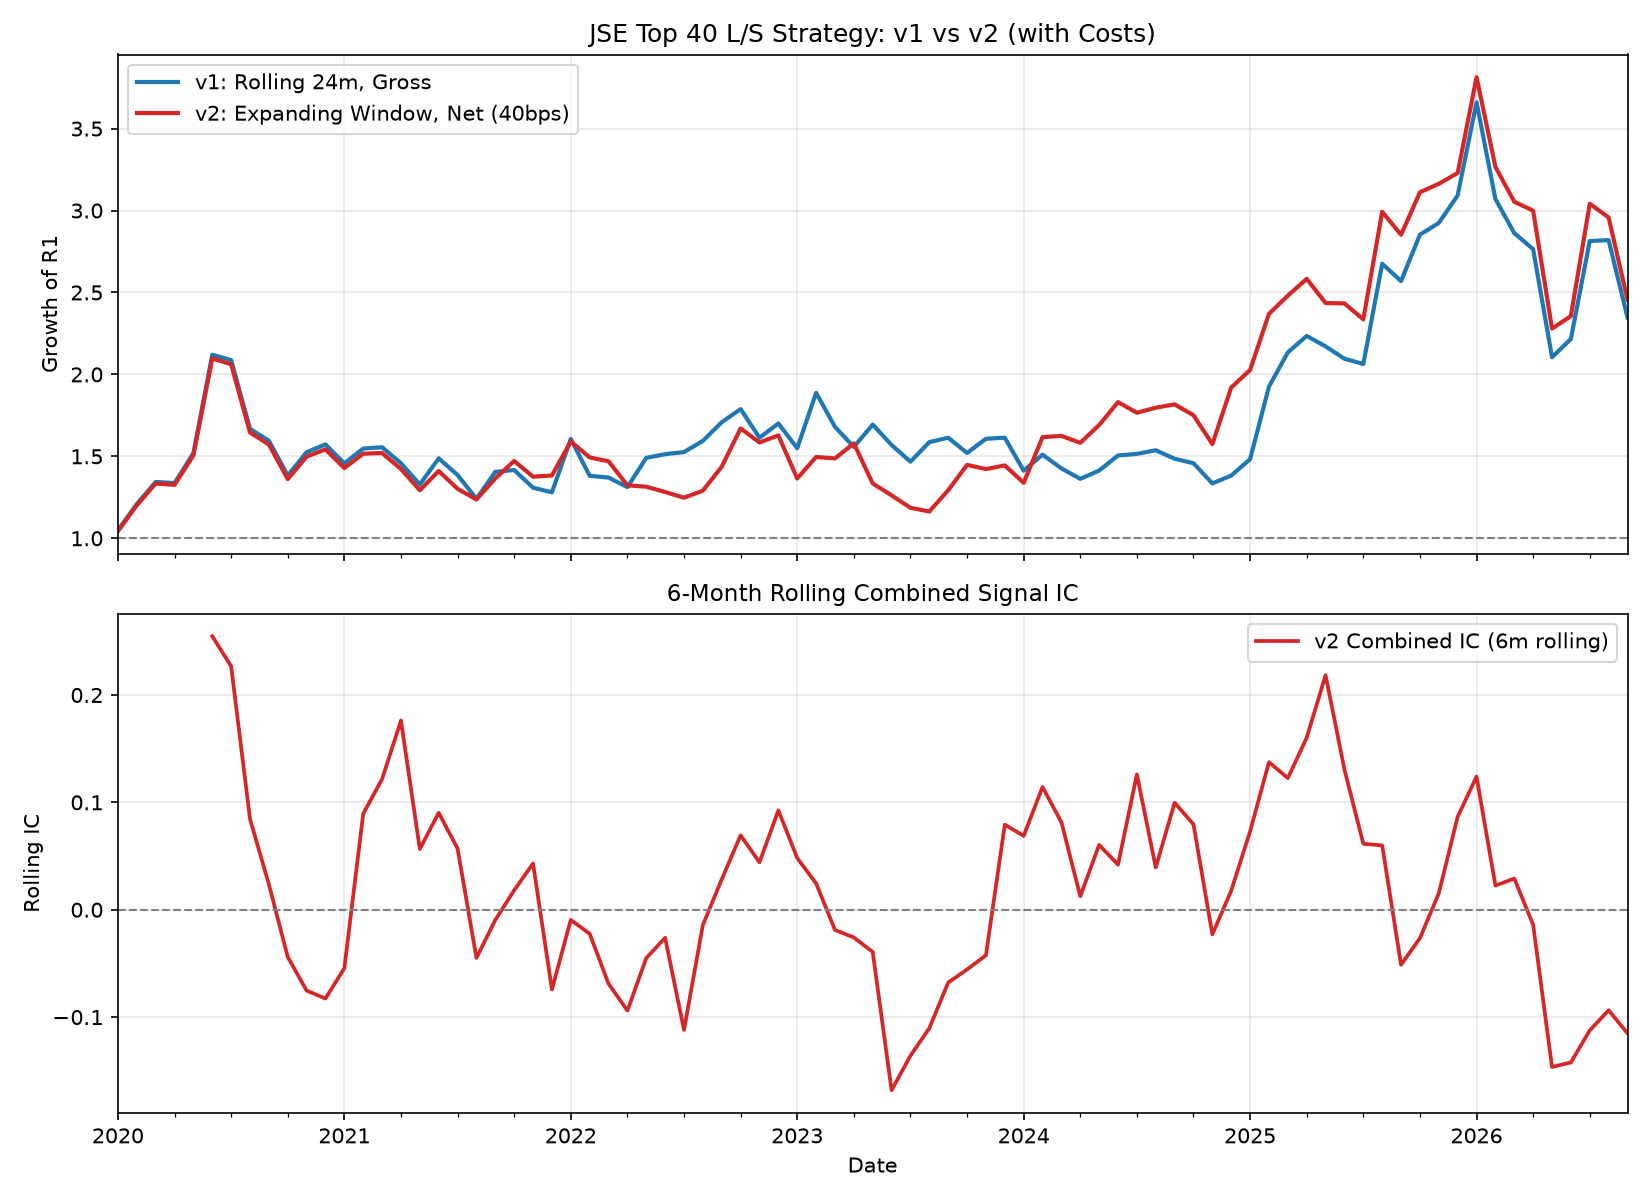 JSE Top 40 L/S Strategy: v1 vs v2 (with Costs)
v1: Rolling 24m, Gross
v2: Expanding Window, Net (40bps)
Growth of R1
3.5
3.0
2.5
2.0
1.5
1.0
6-Month Rolling Combined Signal IC
v2 Combined IC (6m rolling)
Rolling IC
0.2
0.1
0.0
−0.1
2020 2021 2022 2023 2024 2025 2026
Date